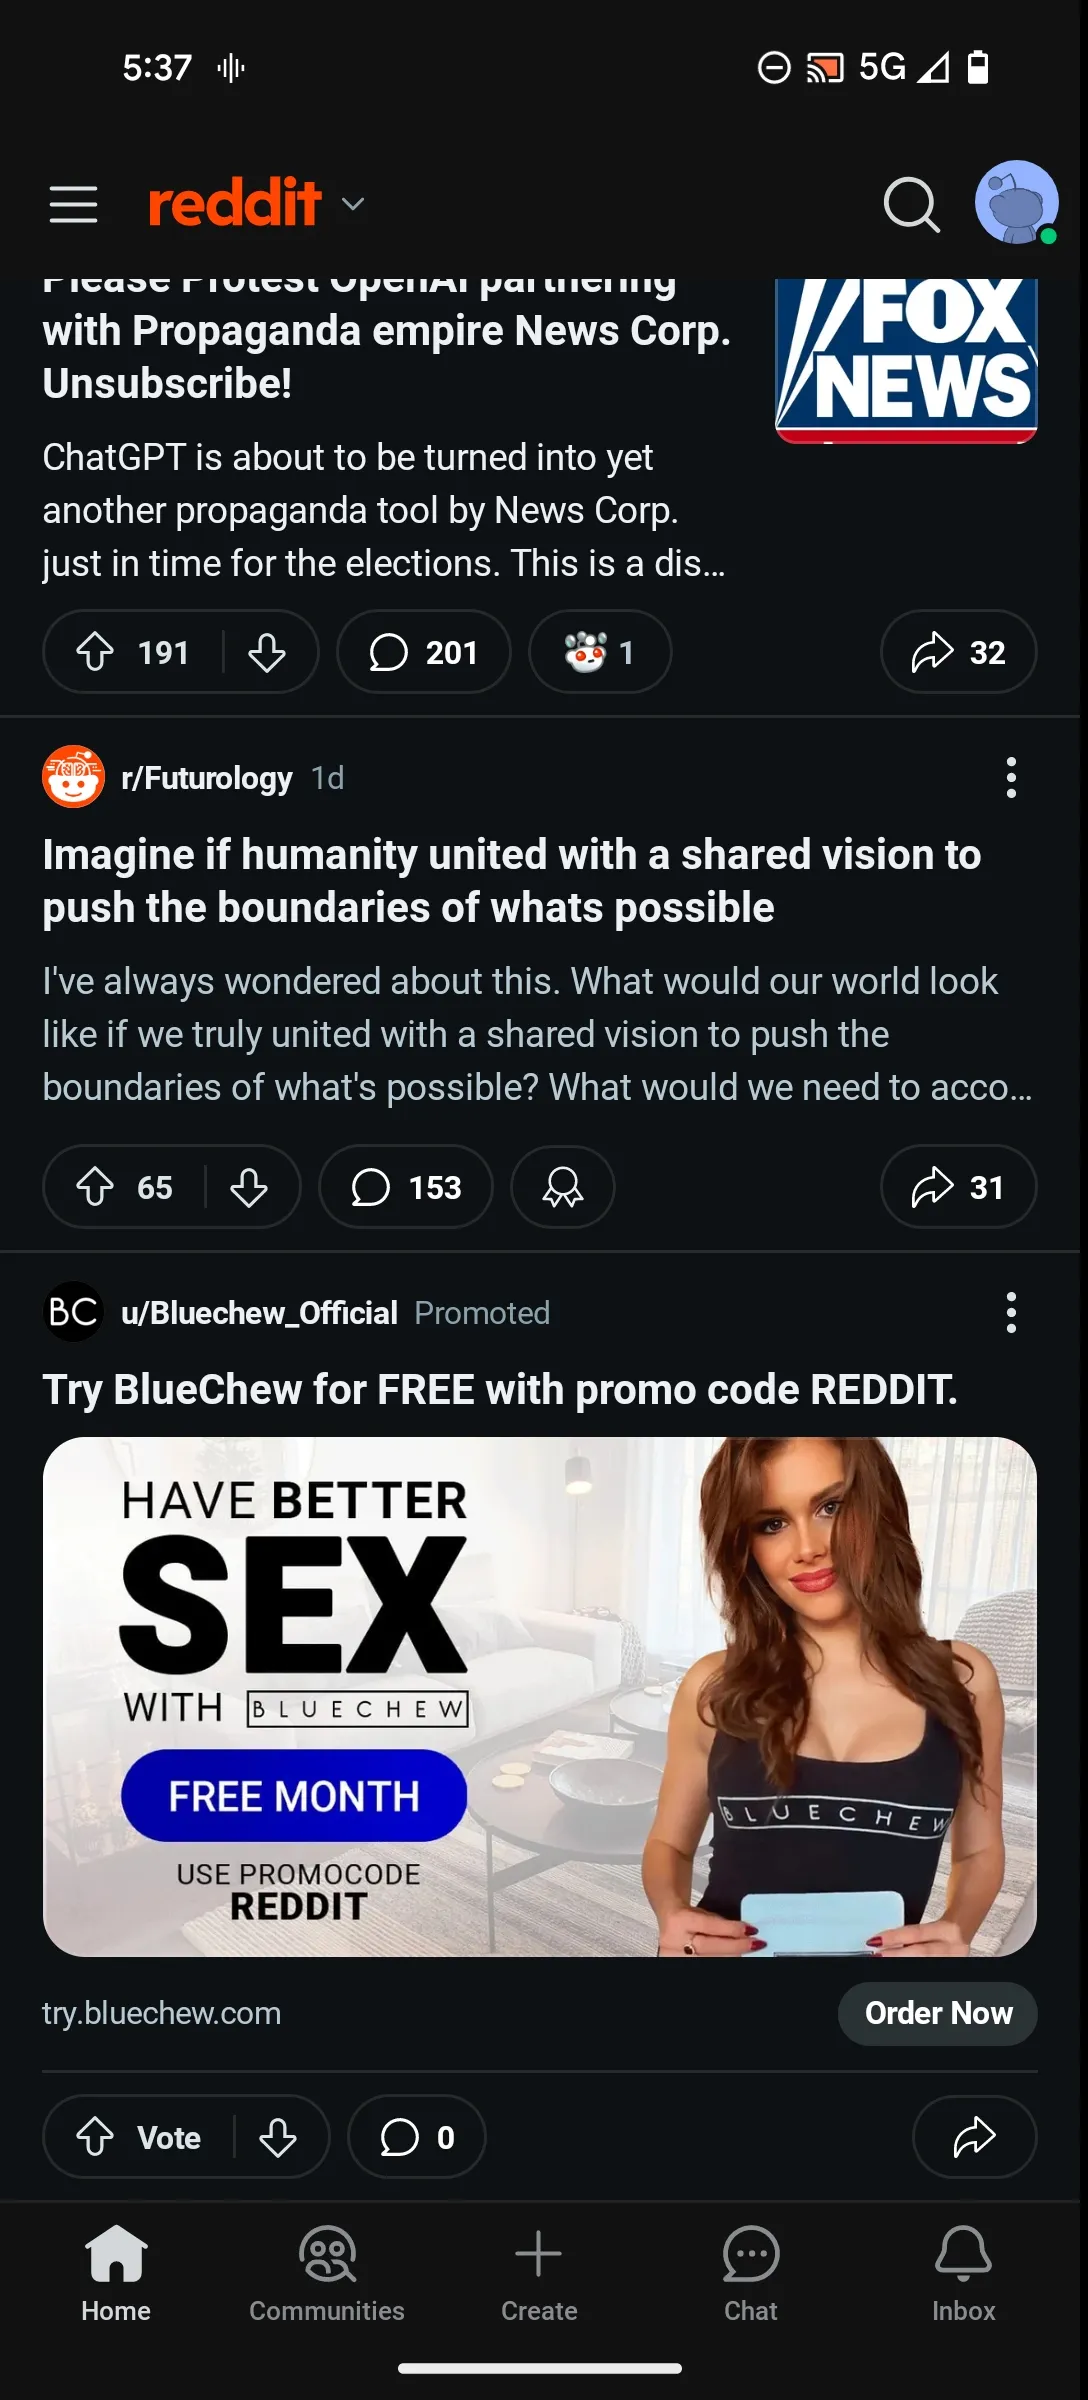 5:37
5G
reddit
Please Protest OpenAI partnering
with Propaganda empire News Corp.
Unsubscribe!
FOX
NEWS
ChatGPT is about to be turned into yet
another propaganda tool by News Corp.
just in time for the elections. This is a dis...
191
201
1
32
r/Futurology 1d
Imagine if humanity united with a shared vision to
push the boundaries of whats possible
I've always wondered about this. What would our world look
like if we truly united with a shared vision to push the
boundaries of what's possible? What would we need to acco...
65
153
31
BC
u/Bluechew_Official Promoted
Try BlueChew for FREE with promo code REDDIT.
HAVE BETTER
SEX
WITH BLUECHEW
FREE MONTH
USE PROMOCODE
REDDIT
BLUECHEW
try.bluechew.com
Order Now
Vote
0
Home
Communities
Create
Chat
Inbox